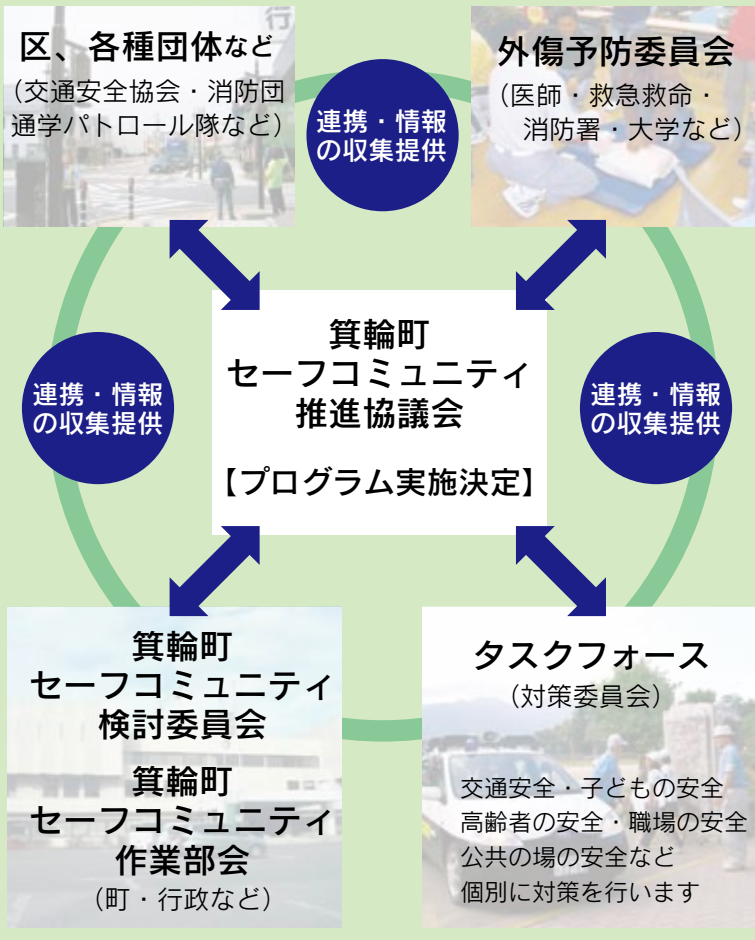 区、各種団体など
(交通安全協会・消防団
通学パトロール隊など)
連携・情報
の収集提供
外傷予防委員会
(医師・救急救命・
消防署・大学など)
行
箕輪町
セーフコミュニティ
推進協議会
【プログラム実施決定】
連携・情報
の収集提供
連携・情報
の収集提供
箕輪町
セーフコミュニティ
検討委員会
箕輪町
セーフコミュニティ
作業部会
(町・行政など)
タスクフォース
(対策委員会)
交通安全・子どもの安全
高齢者の安全・職場の安全
公共の場の安全など
個別に対策を行います